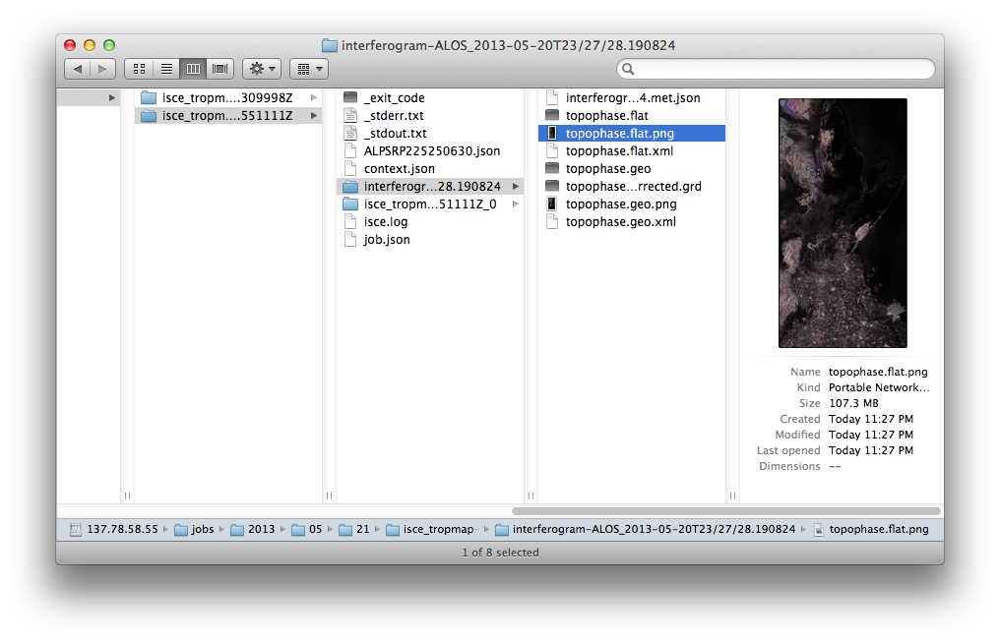 interferogram-ALOS_2013-05-20T23/27/28.190824
isce_tropm....309998Z
isce_tropm....551111Z
_exit_code
_stderr.txt
_stdout.txt
ALPSRP225250630.json
context.json
interferogr...28.190824
isce_tropm...51111Z_0
isce.log
job.json
interferogr...4.met.json
topophase.flat
topophase.flat.png
topophase.flat.xml
topophase.geo
topophase...rrected.grd
topophase.geo.png
topophase.geo.xml
Name topophase.flat.png
Kind Portable Network...
Size 107.3 MB
Created Today 11:27 PM
Modified Today 11:27 PM
Last opened Today 11:27 PM
Dimensions --
137.78.58.55 jobs 2013 05 21 isce_tropmap- interferogram-ALOS_2013-05-20T23/27/28.190824 topophase.flat.png
1 of 8 selected